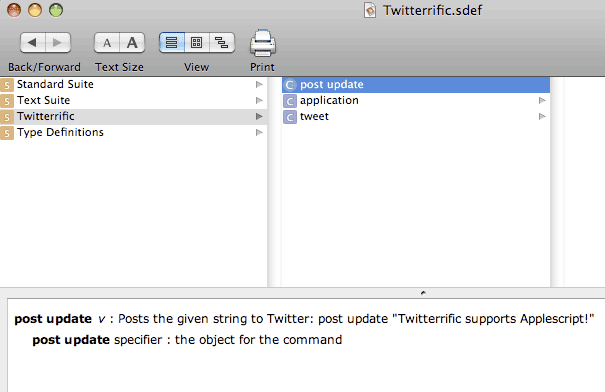 Twitterrific.sdef
A A
Back/Forward Text Size View Print
S Standard Suite
S Text Suite
S Twitterrific
S Type Definitions
C post update
C application
C tweet
post update v : Posts the given string to Twitter: post update "Twitterrific supports Applescript!"
post update specifier : the object for the command